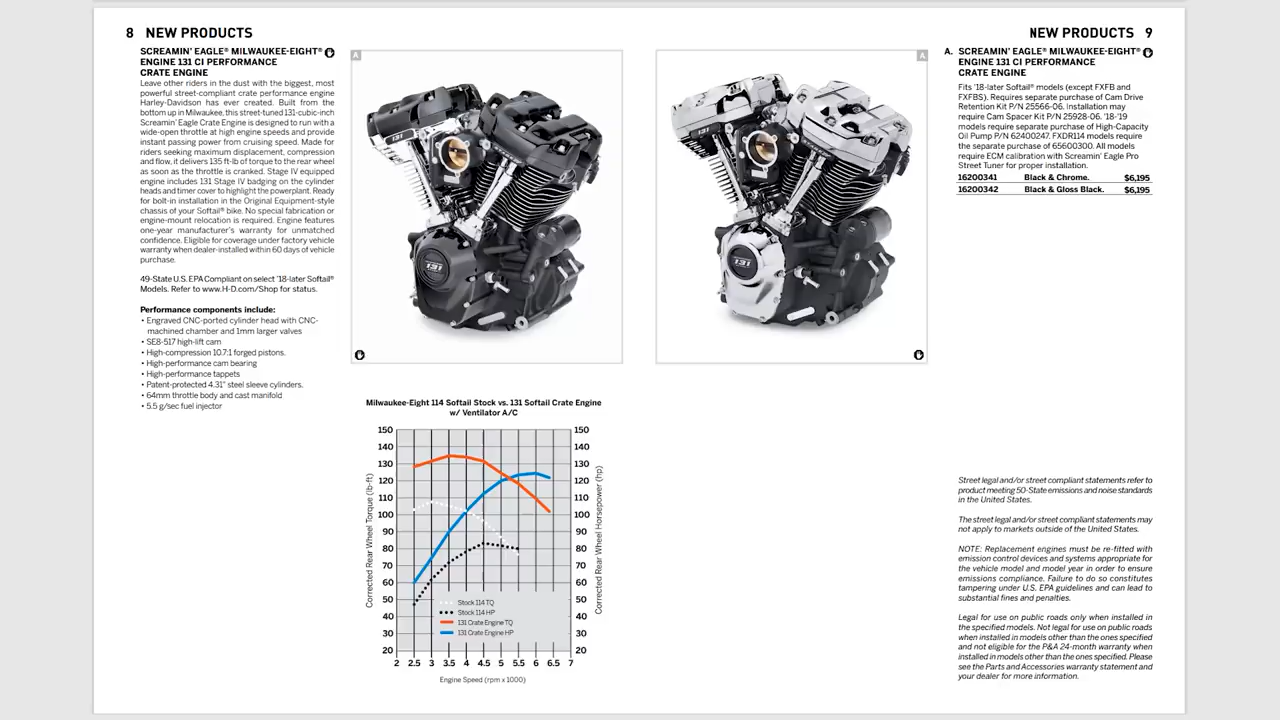 8 NEW PRODUCTS
SCREAMIN' EAGLE® MILWAUKEE-EIGHT®
ENGINE 131 CI PERFORMANCE
CRATE ENGINE
Leave other riders in the dust with the biggest, most
powerful street-compliant crate performance engine
Harley-Davidson has ever created. Built from the
bottom up in Milwaukee, this street-tuned 131-cubic-inch
Screamin' Eagle Crate Engine is designed to run with a
wide-open throttle at high engine speeds and provide
instant passing power from cruising speed. Made for
riders seeking maximum displacement, compression
and flow, it delivers 135 ft-lb of torque to the rear wheel
as soon as the throttle is cranked. Stage IV equipped
engine includes 131 Stage IV badging on the cylinder
heads and timer cover to highlight the powerplant. Ready
for bolt-in installation in the Original Equipment-style
chassis of your Softail® bike. No special fabrication or
engine-mount relocation is required. Engine features
one-year manufacturer's warranty for unmatched
confidence. Eligible for coverage under factory vehicle
warranty when dealer-installed within 60 days of vehicle
purchase.
49-State U.S. EPA Compliant on select '18-later Softail®
Models. Refer to www.H-D.com/Shop for status.
Performance components include:
• Engraved CNC-ported cylinder head with CNC-
machined chamber and 1mm larger valves
• SE8-517 high-lift cam
• High-compression 10.7:1 forged pistons.
• High-performance cam bearing
• High-performance tappets
• Patent-protected 4.31" steel sleeve cylinders.
• 64mm throttle body and cast manifold
• 5.5 g/sec fuel injector
A
131
131
Milwaukee-Eight 114 Softail Stock vs. 131 Softail Crate Engine
w/ Ventilator A/C
150 150
140 140
130 130
120 120
110 110
100 100
90 90
80 80
70 70
60 60
50 50
40 40
30 30
20 20
2 2.5 3 3.5 4 4.5 5 5.5 6 6.5 7
Corrected Rear Wheel Torque (lb-ft)
Corrected Rear Wheel Horsepower (hp)
Stock 114 TQ
Stock 114 HP
131 Crate Engine TQ
131 Crate Engine HP
Engine Speed (rpm x 1000)
A
131
131
NEW PRODUCTS 9
A. SCREAMIN' EAGLE® MILWAUKEE-EIGHT®
ENGINE 131 CI PERFORMANCE
CRATE ENGINE
Fits '18-later Softail® models (except FXFB and
FXFBS). Requires separate purchase of Cam Drive
Retention Kit P/N 25566-06. Installation may
require Cam Spacer Kit P/N 25928-06. '18-'19
models require separate purchase of High-Capacity
Oil Pump P/N 62400247. FXDR114 models require
the separate purchase of 65600300. All models
require ECM calibration with Screamin' Eagle Pro
Street Tuner for proper installation.
16200341 Black & Chrome. $6,195
16200342 Black & Gloss Black. $6,195
Street legal and/or street compliant statements refer to
product meeting 50-State emissions and noise standards
in the United States.
The street legal and/or street compliant statements may
not apply to markets outside of the United States.
NOTE: Replacement engines must be re-fitted with
emission control devices and systems appropriate for
the vehicle model and model year in order to ensure
emissions compliance. Failure to do so constitutes
tampering under U.S. EPA guidelines and can lead to
substantial fines and penalties.
Legal for use on public roads only when installed in
the specified models. Not legal for use on public roads
when installed in models other than the ones specified
and not eligible for the P&A 24-month warranty when
installed in models other than the ones specified. Please
see the Parts and Accessories warranty statement and
your dealer for more information.